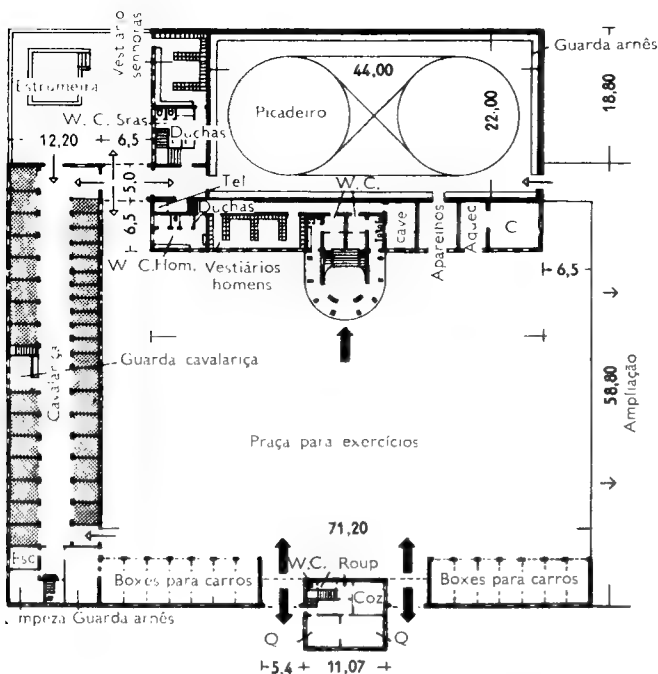 Vestiário
senhoras
Guarda arnês
Estrumeira
44,00
18,80
Picadeiro
22,00
W. C. Sras.
Duchas
12,20
6,5
5,0
Tel
W.C.
Duchas
6,5
cave
Aparelhos
Aquec
C
W C.Hom.
Vestiários
homens
6,5
Guarda cavalariça
Cavalariça
58,80
Ampliação
Praça para exercícios
71,20
Esc
Boxes para carros
W.C.
Roup
Coz
Boxes para carros
mpeza
Guarda arnês
Q
Q
5,4
11,07